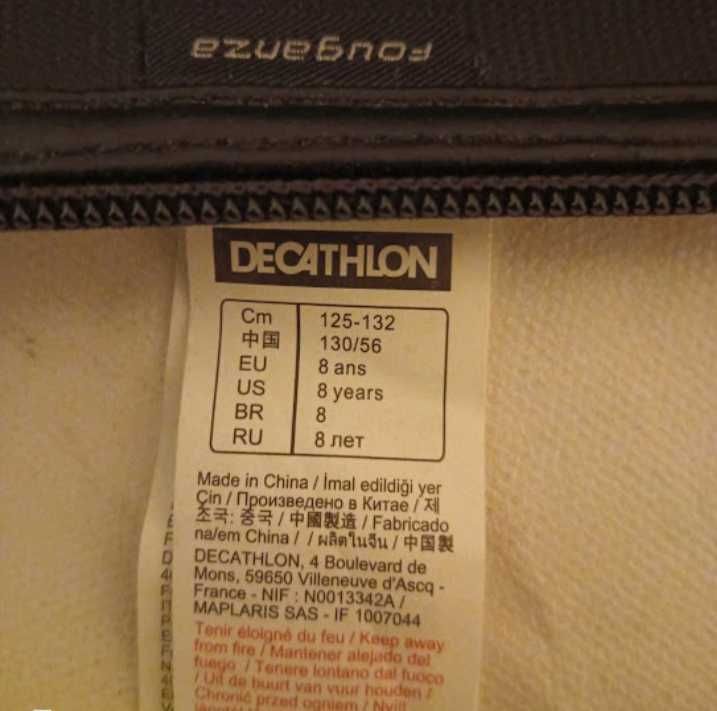 Fouganza
DECATHLON
Cm 125-132
中国 130/56
EU 8 ans
US 8 years
BR 8
RU 8 лет
Made in China / İmal edildiği yer
Çin / Произведено в Китае / 제
조국: 중국 / 中國製造 / Fabricado
na/em China / / ผลิตในจีน / 中国製
DECATHLON, 4 Boulevard de
Mons, 59650 Villeneuve d'Ascq -
France - NIF : N0013342A /
MAPLARIS SAS - IF 1007044
Tenir éloigné du feu / Keep away
from fire / Mantener alejado del
fuego / Tenere lontano dal fuoco
/ Uit de buurt van vuur houden /
Chronić przed ogniem / Nyílt